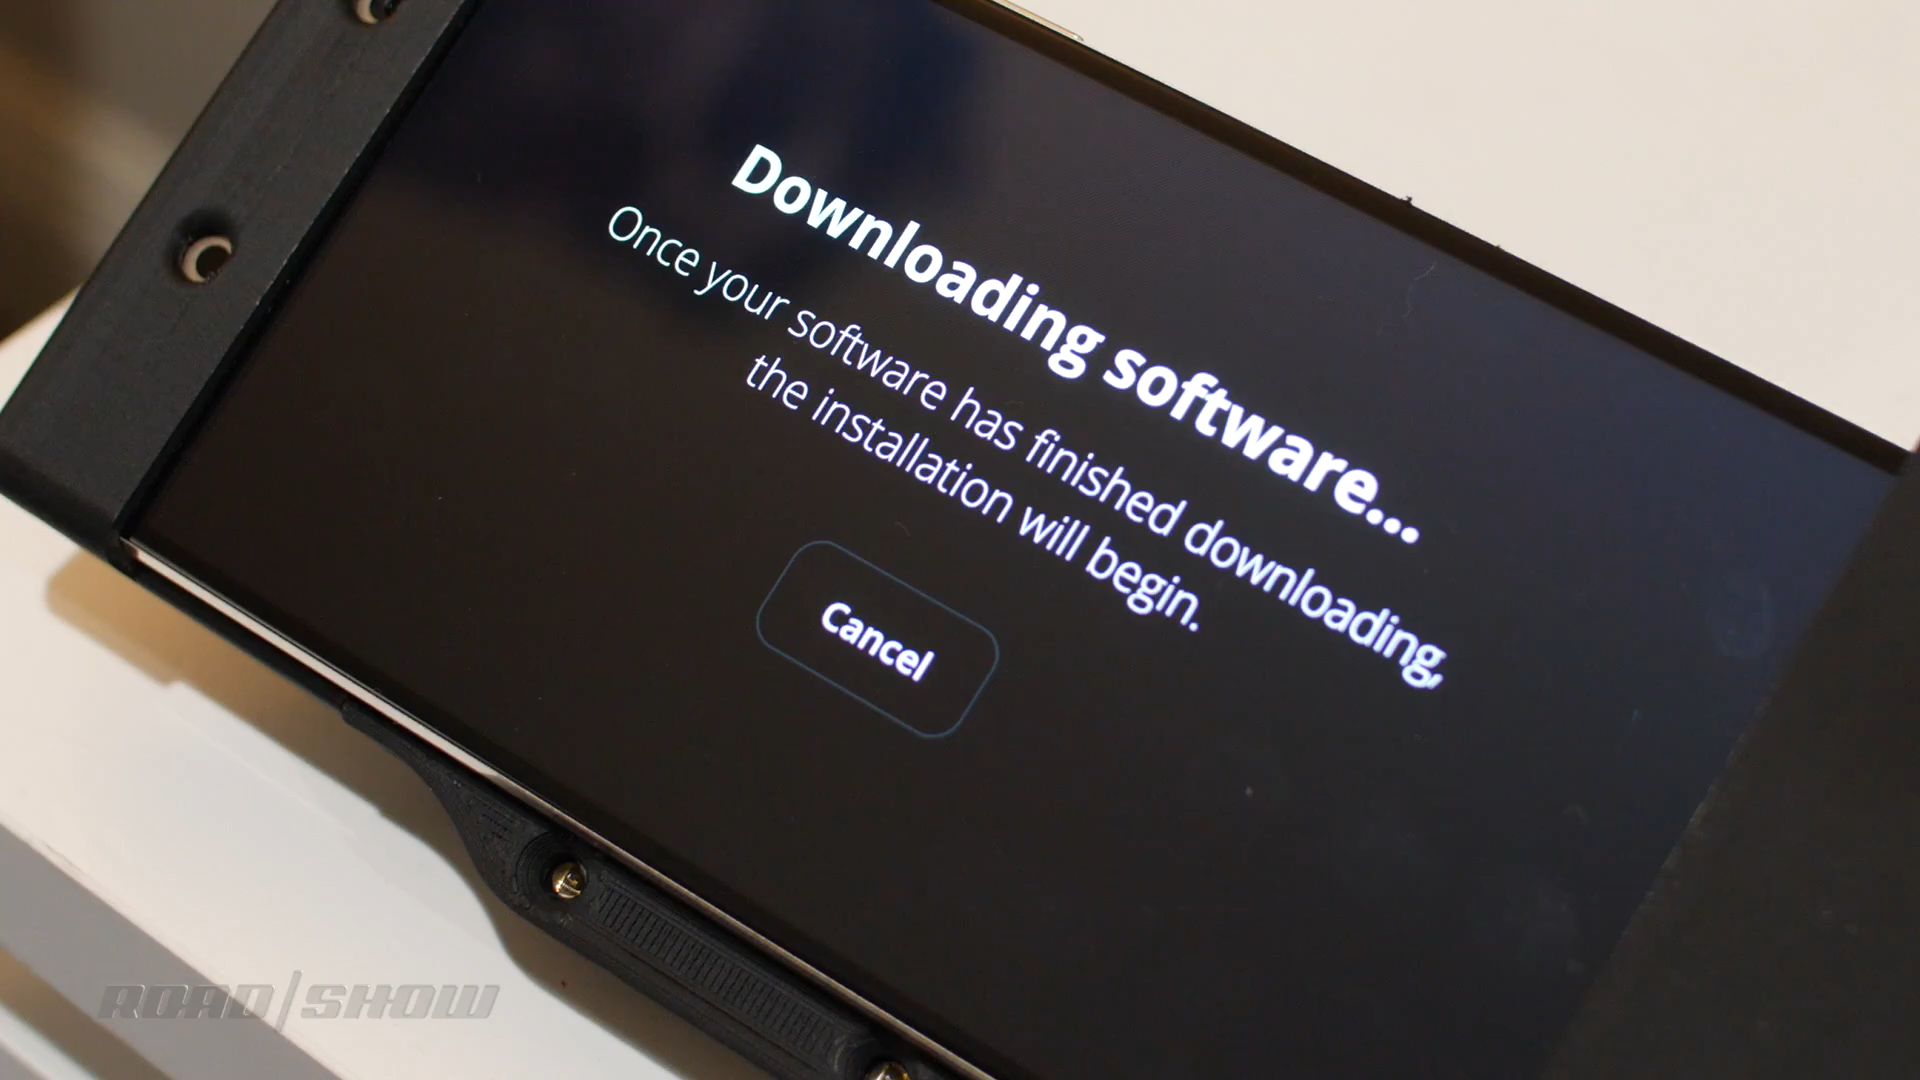 Downloading software...
Once your software has finished downloading,
the installation will begin.
Cancel
ROAD/SHOW